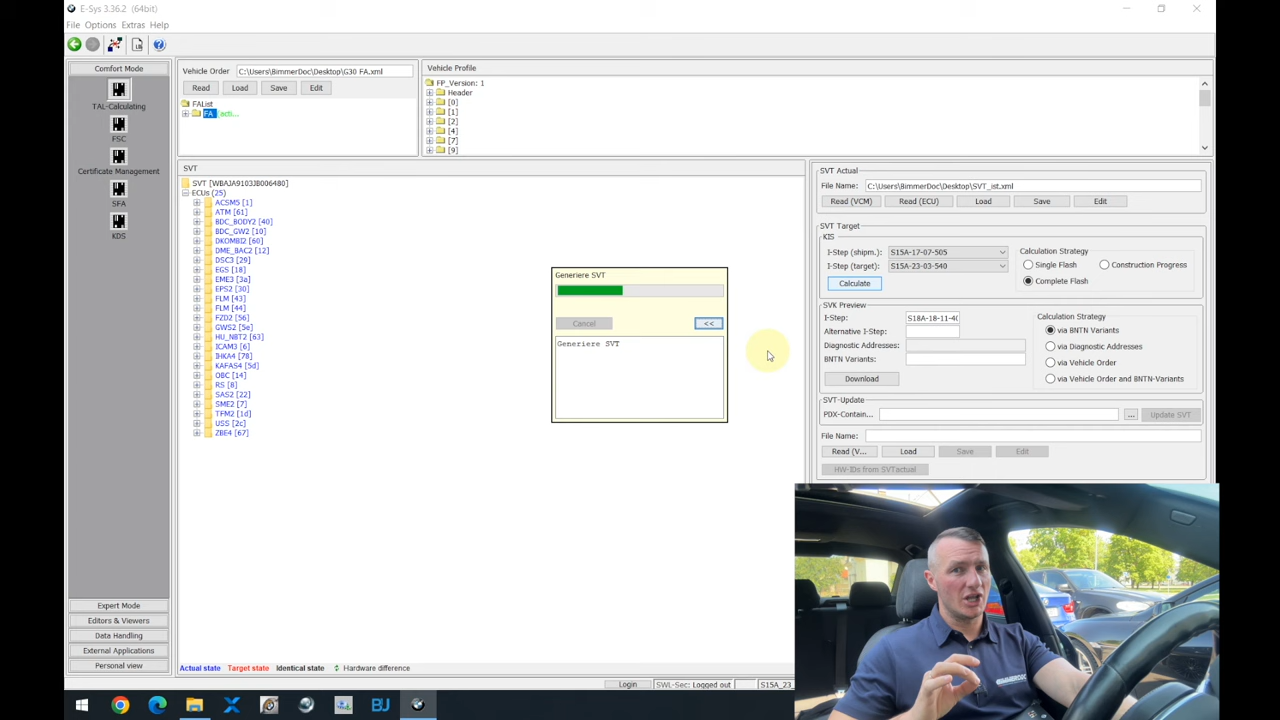 E-Sys 3.36.2 (64bit)
File Options Extras Help
Comfort Mode
TAL-Calculating
FSC
Certificate Management
SFA
KDS
Expert Mode
Editors & Viewers
Data Handling
External Applications
Personal view
Vehicle Order C:\Users\BimmerDoc\Desktop\G30 FA.xml
Read Load Save Edit
FAList
FA (acti...
Vehicle Profile
FP_Version: 1
Header
[0]
[1]
[2]
[4]
[7]
[9]
SVT
SVT [WBAJA9103JB006480]
ECUs (25)
ACSM5 [1]
ATM [61]
BDC_BODY2 [40]
BDC_GW2 [10]
DKOMBI2 [60]
DME_BAC2 [12]
DSC3 [29]
EGS [18]
EME3 [3a]
EPS2 [30]
FLM [43]
FLM [44]
FZD2 [56]
GWS2 [5e]
HU_NBT2 [63]
ICAM3 [6]
IHKA4 [78]
KAFAS4 [5d]
OBC [14]
RS [8]
SAS2 [22]
SME2 [7]
TFM2 [1d]
USS [2c]
ZBE4 [67]
Actual state Target state Identical state Hardware difference
Generiere SVT
Cancel <<
Generiere SVT
SVT Actual
File Name: C:\Users\BimmerDoc\Desktop\SVT_ist.xml
Read (VCM) Read (ECU) Load Save Edit
SVT Target
KIS
I-Step (shipm.) S15A-17-07-505
I-Step (target): S15A-23-03-540
Calculate
Calculation Strategy
Single Flash Construction Progress
Complete Flash
SVK Preview
I-Step: S18A-18-11-40
Alternative I-Step:
Diagnostic Addresses:
BNTN Variants:
Download
Calculation Strategy
via BNTN Variants
via Diagnostic Addresses
via Vehicle Order
via Vehicle Order and BNTN-Variants
SVT-Update
PDX-Contain... ... Update SVT
File Name:
Read (V... Load Save Edit
HW-IDs from SVTactual
Login SWL-Sec: Logged out S15A_23
BU